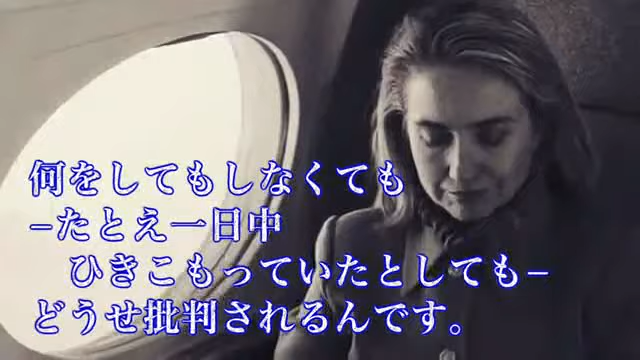 何をしてもしなくても
–たとえ一日中
ひきこもっていたとしても–
どうせ批判されるんです。